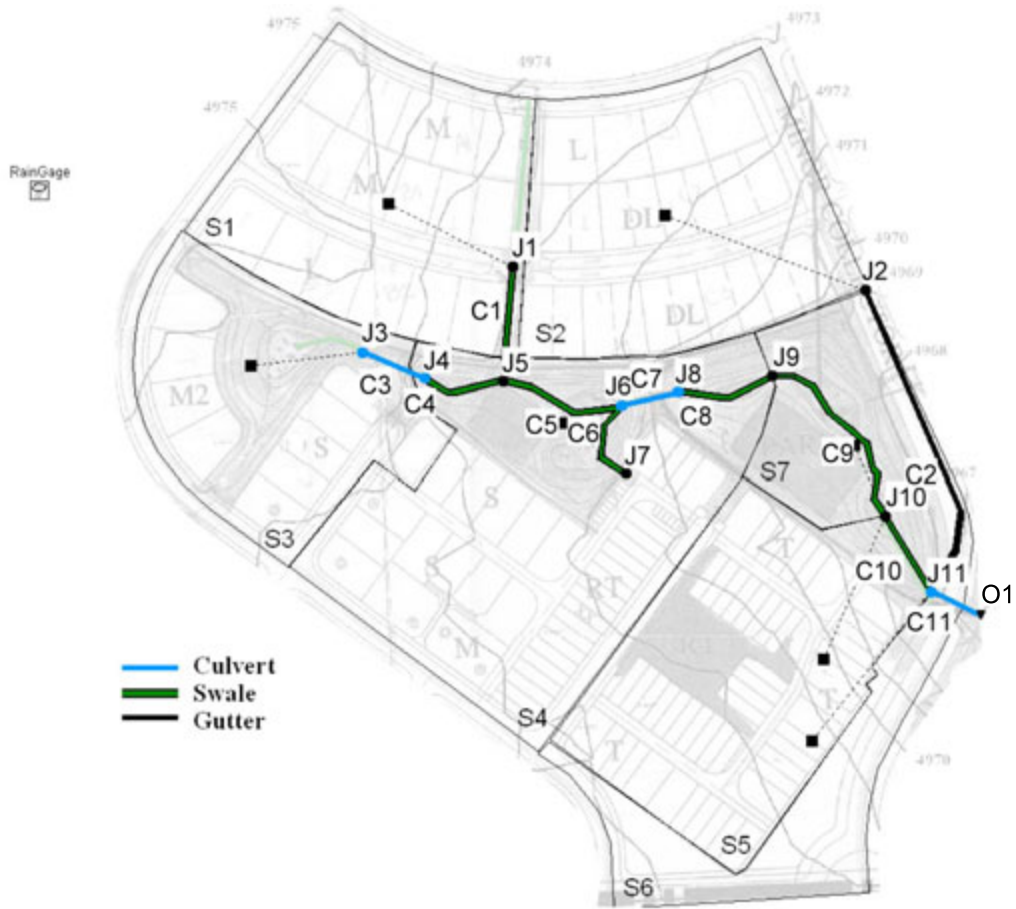 4975
4973
4974
4972
4975
M
L
4971
RainGage
M
DL
S1
J1
4970
J2
4969
C1
S2
DL
J3
J4
J5
J9
4968
C3
C4
J6
C7
J8
M2
C8
C5
C6
S
C9
J7
S7
C2
S
J10
T
S3
C10
J11
O1
S
RT
C11
M
Culvert
Swale
T
Gutter
S4
T
4970
S5
S6